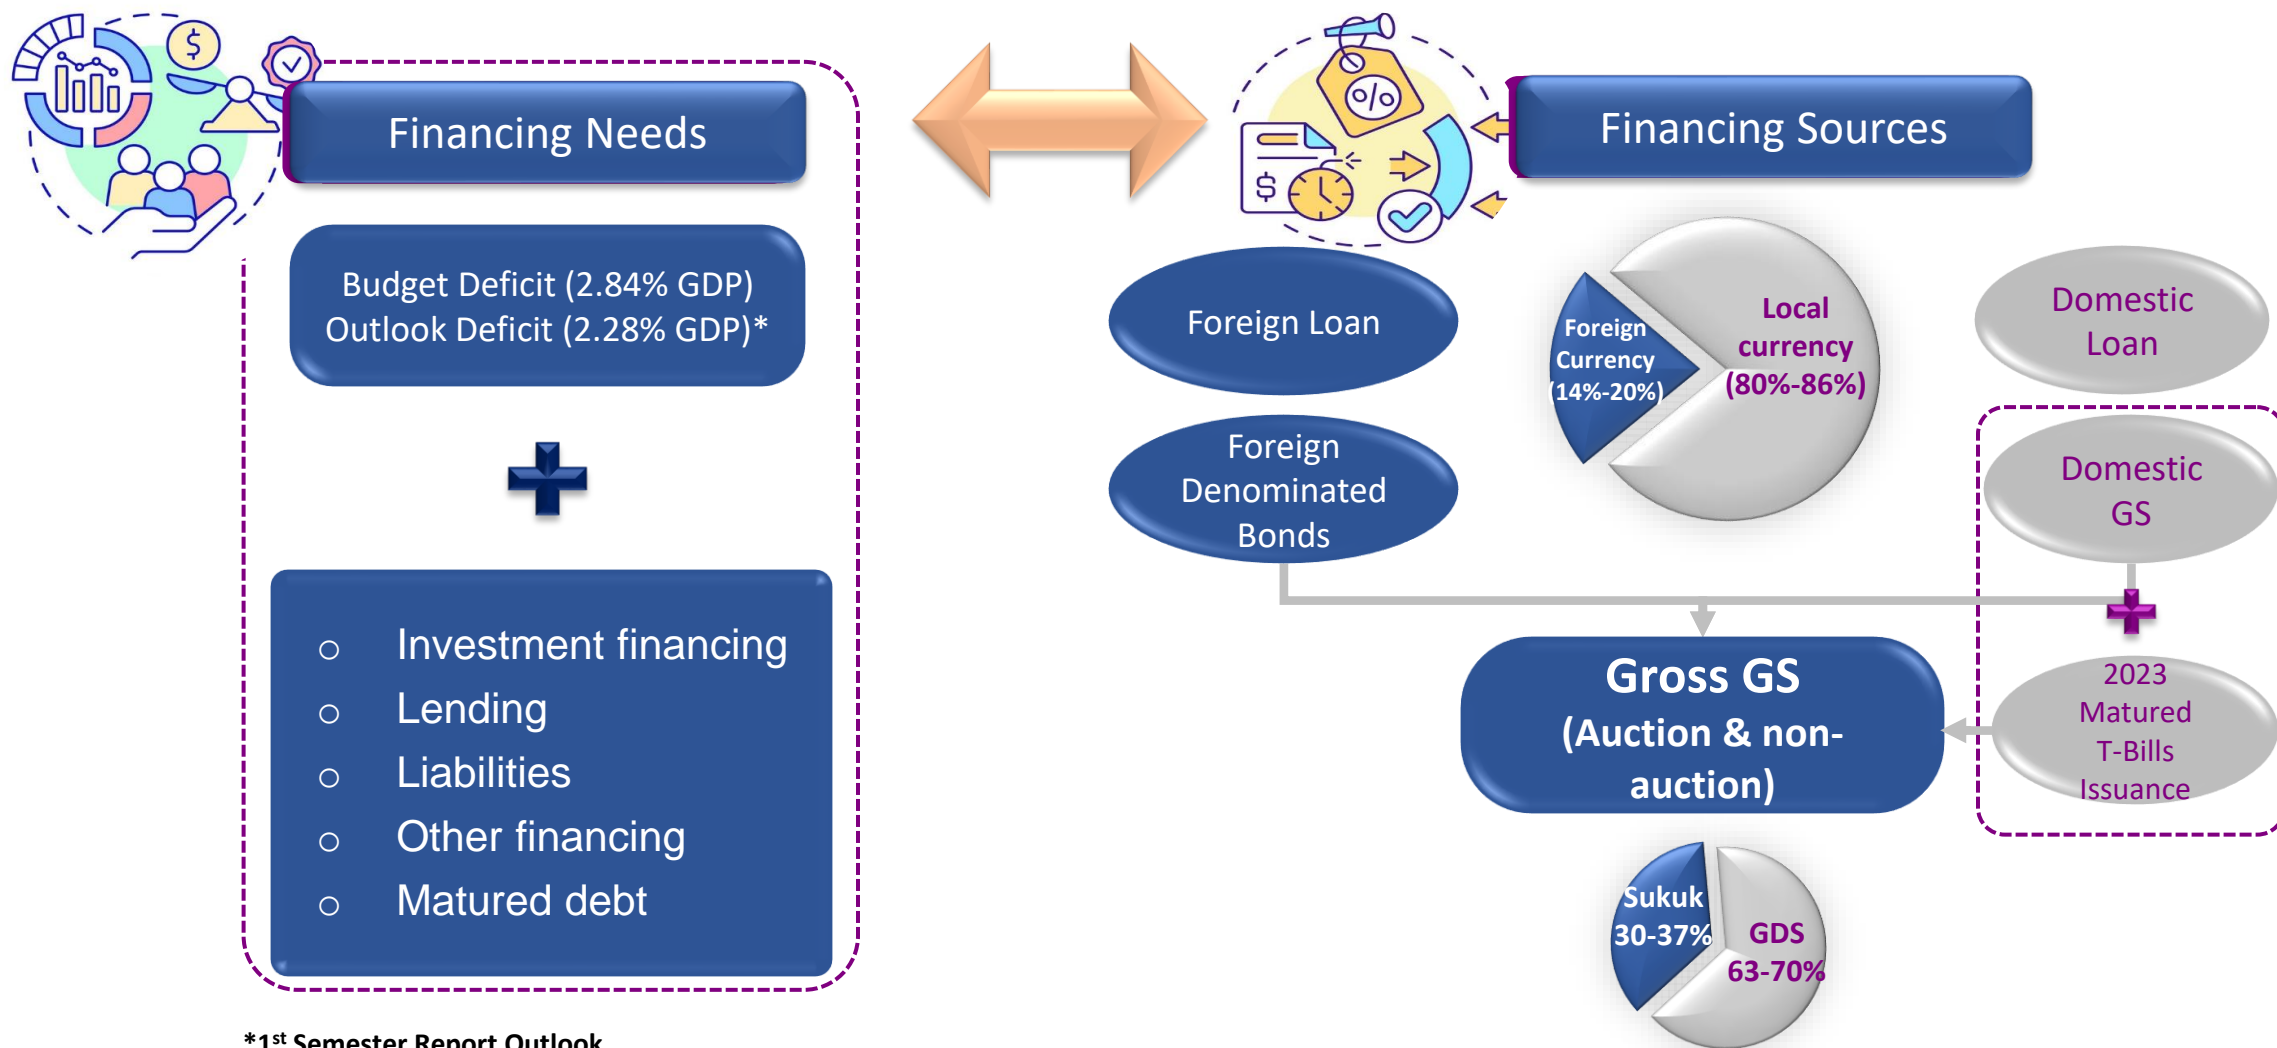 Financing Needs
Budget Deficit (2.84% GDP)
Outlook Deficit (2.28% GDP)*
o Investment financing
o Lending
o Liabilities
o Other financing
o Matured debt
*1st Semester Report Outlook
$
%
$
Financing Sources
Foreign Loan
Foreign
Denominated
Bonds
Foreign
Currency
(14%-20%)
Local
currency
(80%-86%)
Domestic
Loan
Domestic
GS
2023
Matured
T-Bills
Issuance
Gross GS
(Auction & non-
auction)
Sukuk
30-37%
GDS
63-70%